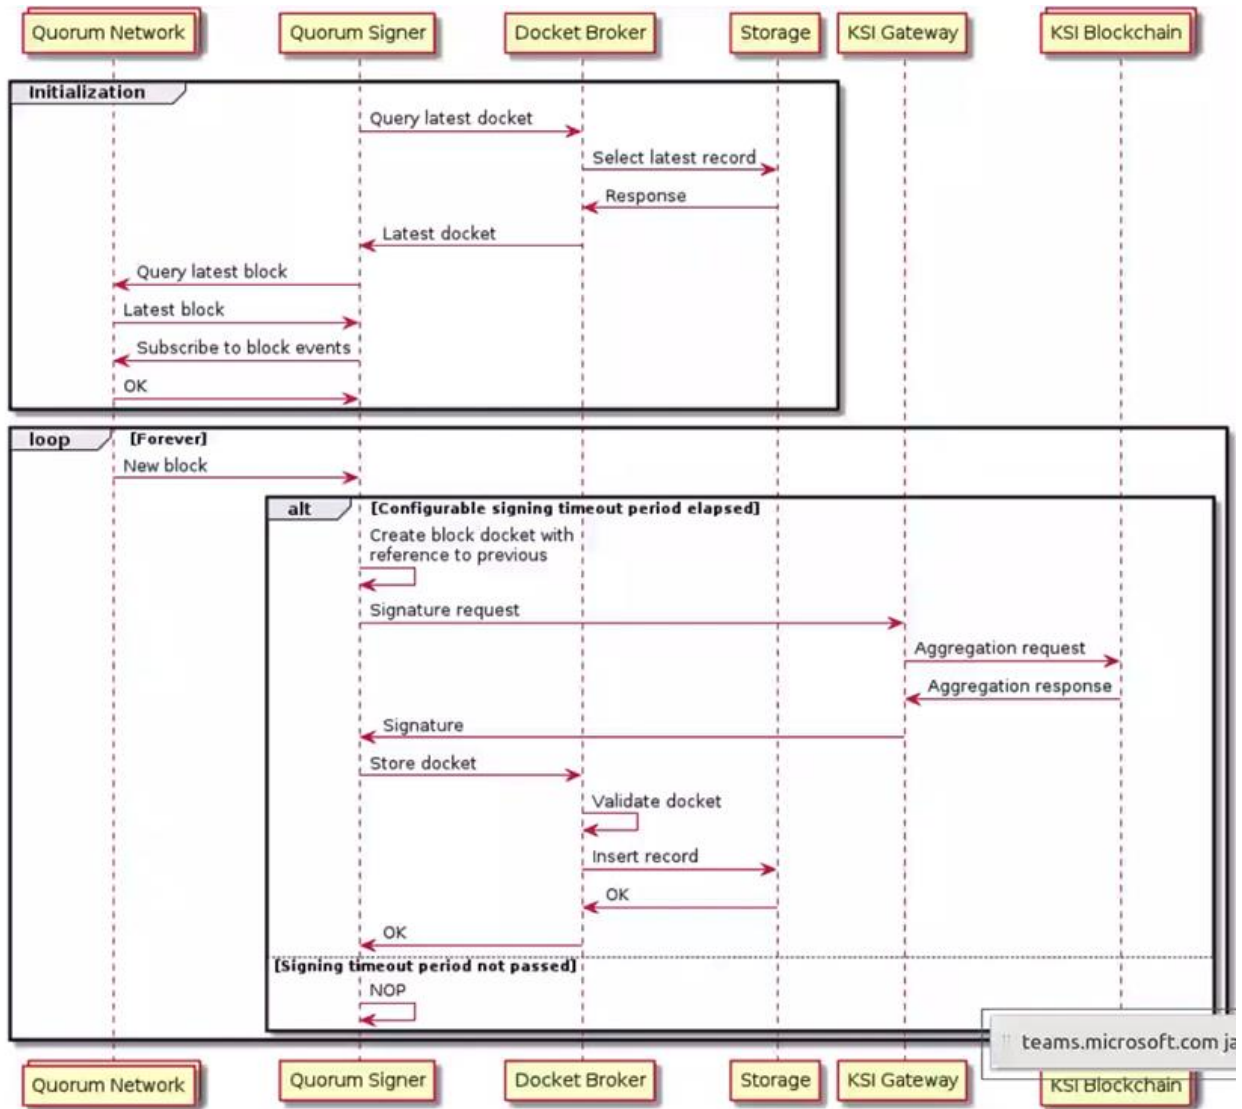 Quorum Network
Quorum Signer
Docket Broker
Storage
KSI Gateway
KSI Blockchain
Initialization
Query latest docket
Select latest record
Response
Latest docket
Query latest block
Latest block
Subscribe to block events
OK
loop
[Forever]
New block
alt
[Configurable signing timeout period elapsed]
Create block docket with
reference to previous
Signature request
Aggregation request
Aggregation response
Signature
Store docket
Validate docket
Insert record
OK
OK
[Signing timeout period not passed]
NOP
teams.microsoft.com ja
Quorum Network
Quorum Signer
Docket Broker
Storage
KSI Gateway
KSI Blockchain